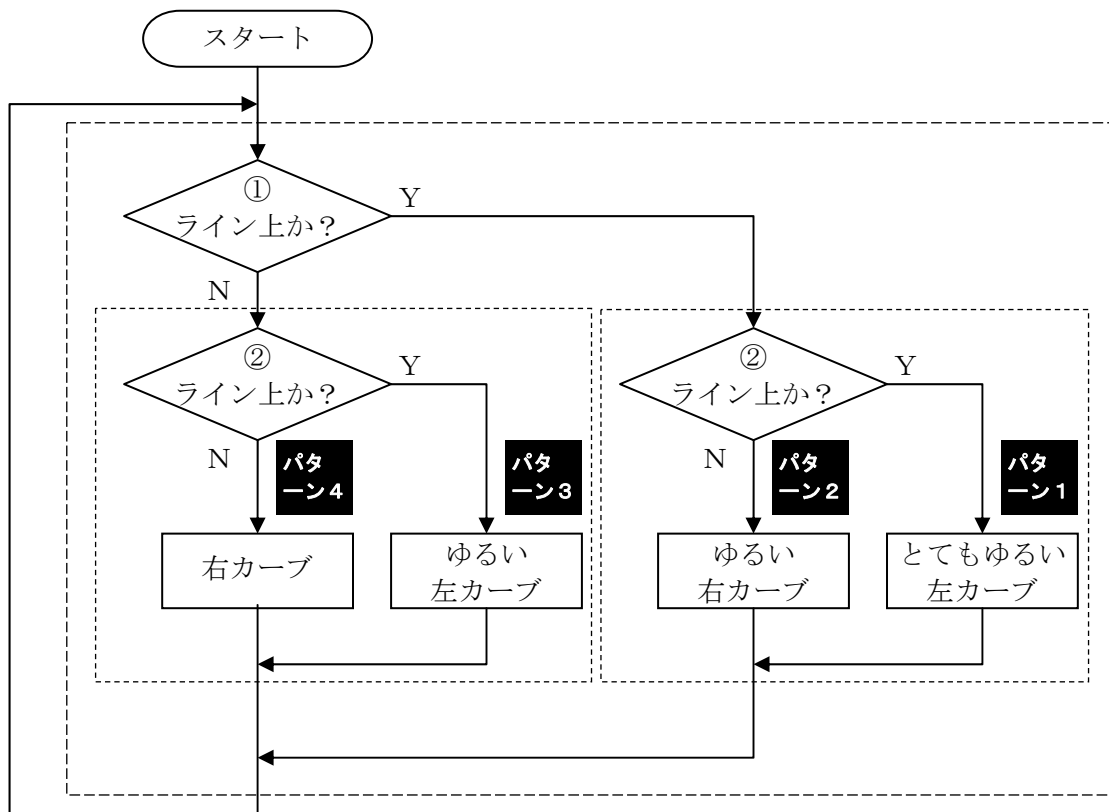 スタート
①
ライン上か？
Y
N
②
ライン上か？
Y
N
②
ライン上か？
Y
N
パタ
ーン４
パタ
ーン３
パタ
ーン２
パタ
ーン１
右カーブ
ゆるい
左カーブ
ゆるい
右カーブ
とてもゆるい
左カーブ